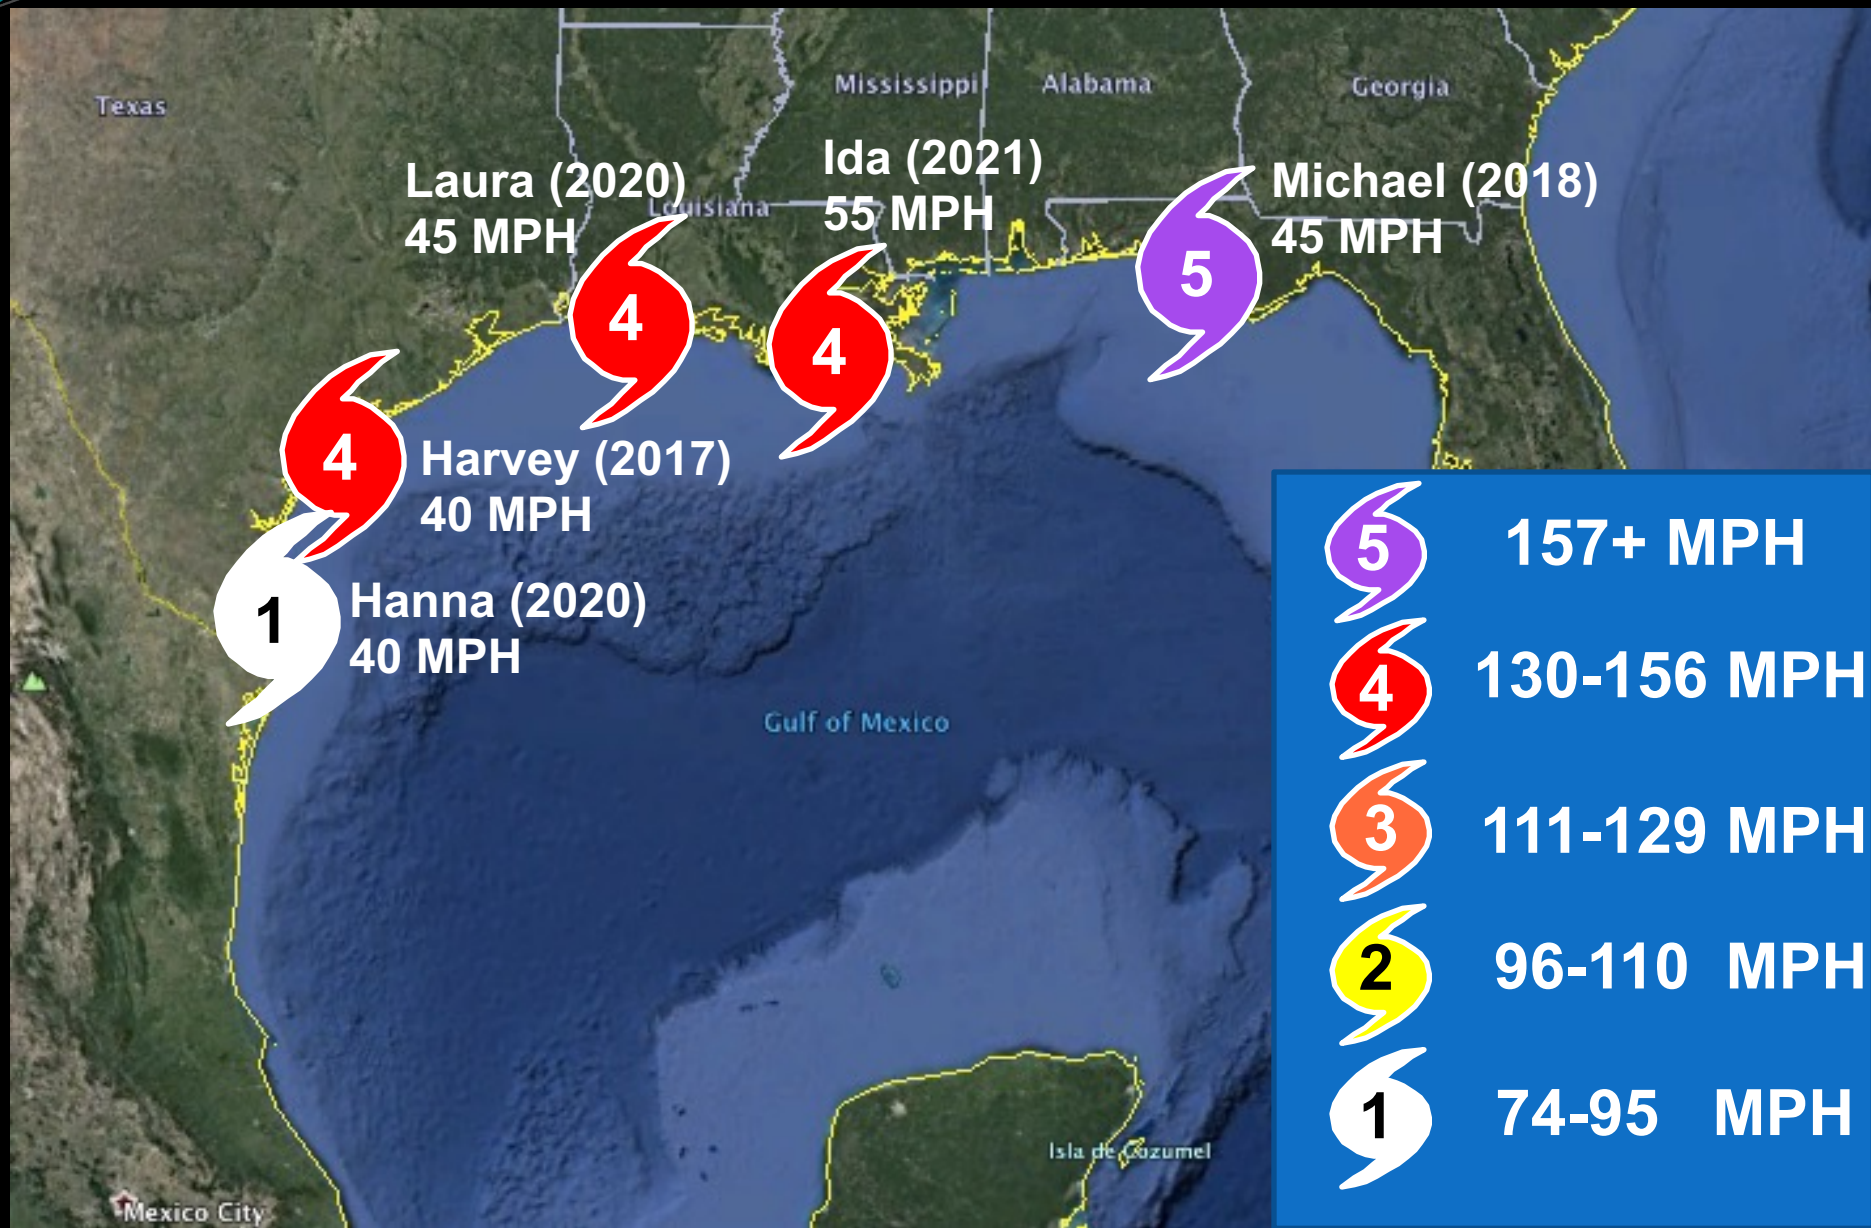 Texas
Mississippi
Alabama
Georgia
Laura (2020)
45 MPH
Louisiana
Ida (2021)
55 MPH
Michael (2018)
45 MPH
5
4
4
4
Harvey (2017)
40 MPH
1
Hanna (2020)
40 MPH
Gulf of Mexico
Isla de Cozumel
Mexico City
5 157+ MPH
4 130-156 MPH
3 111-129 MPH
2 96-110 MPH
1 74-95 MPH